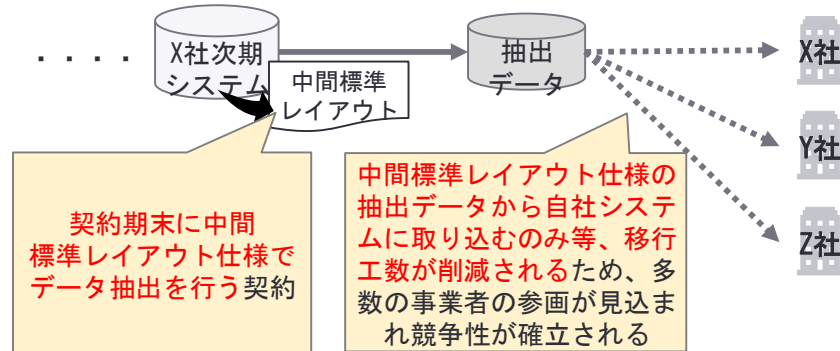 ・・・・
X社次期
システム
中間標準
レイアウト
抽出
データ
X社
Y社
Z社
契約期末に中間
標準レイアウト仕様で
データ抽出を行う契約
中間標準レイアウト仕様の
抽出データから自社システ
ムに取り込むのみ等、移行
工数が削減されるため、多
数の事業者の参画が見込ま
れ競争性が確立される